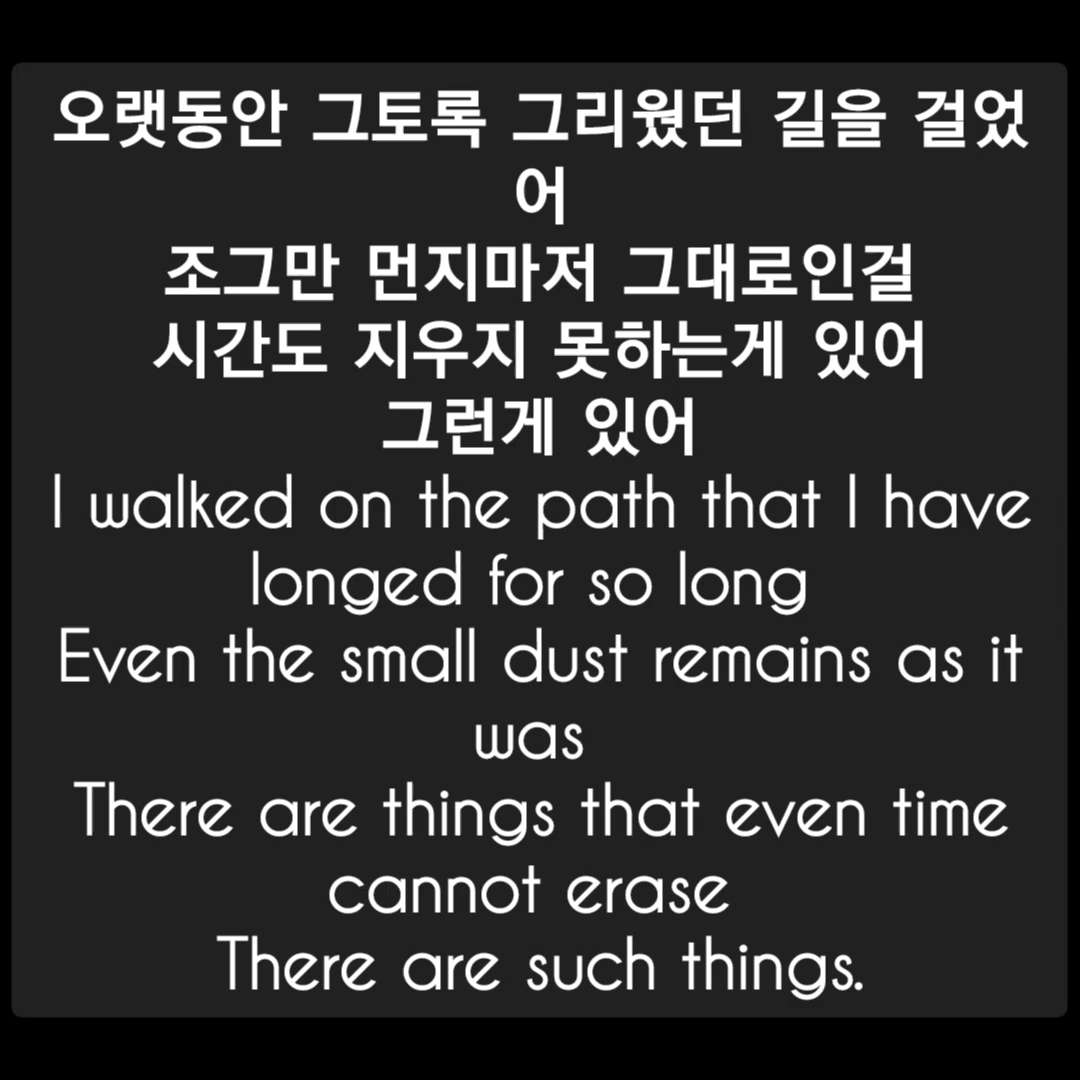 오랫동안 그토록 그리웠던 길을 걸었
어
조그만 먼지마저 그대로인걸
시간도 지우지 못하는게 있어
그런게 있어
I walked on the path that I have
longed for so long
Even the small dust remains as it
was
There are things that even time
cannot erase
There are such things.